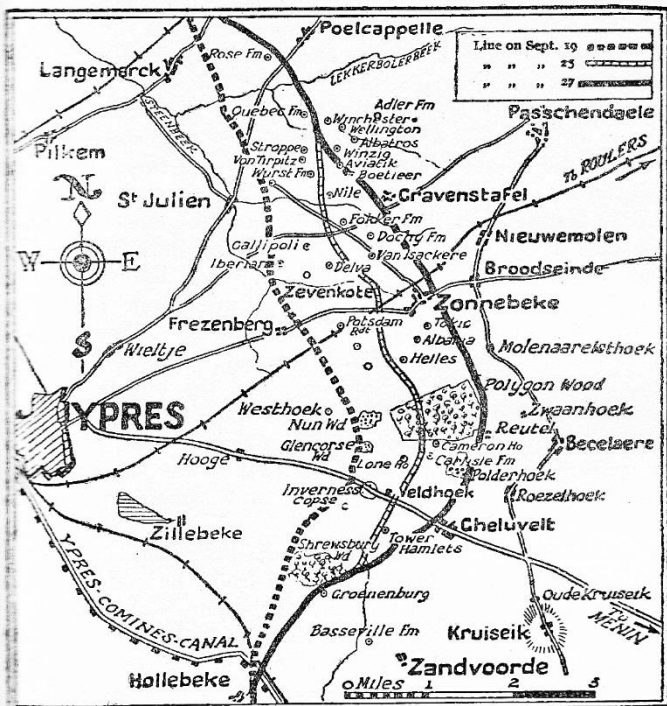 Poelcappelle
Line on Sept. 19
" " " 25
" " " 27
Rose Fm
Langemarck
LEKKERBOLERBEEK
STEENBEEK
Adler Fm
Quebec Fm
Winchester
Passchendaele
Wellington
Albatros
Pilkem
Stroppe
Winzig
Von Tirpitz
Aviatik
Wurst Fm
Boetleer
To ROULERS
N
St Julien
Nile
Gravenstafel
Fokker Fm
Gallipoli
Dochy Fm
Nieuwemolen
W E
Iberian
Van Isackere
Delva
Broodseinde
Zevenkote
Zonnebeke
Frezenberg
Potsdam
Rdt
Tokio
S
Wieltje
Albania
Molenaarelsthoek
Helles
Polygon Wood
YPRES
Westhoek
Zwaanhoek
Nun Wd
Reutel
Cameron Ho
Becelaere
Glencorse
Wd
Hooge
Lone Ho
Carlisle Fm
Polderhoek
Inverness
Copse
Veldhoek
Roezelhoek
Zillebeke
Gheluvelt
Tower
Hamlets
Shrewsbury
Wd
YPRES-COMINES-CANAL
Groenenburg
Oude Kruiseik
To
MENIN
Kruiseik
Basseville Fm
Hollebeke
Zandvoorde
0 Miles 1 2 3